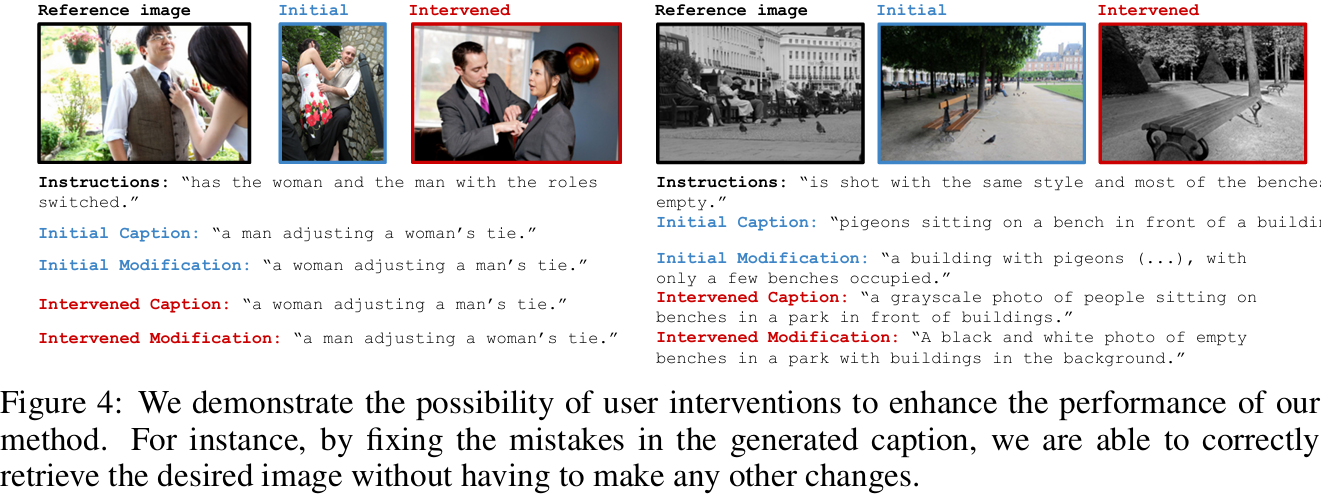 Reference image
Initial
Intervened
Instructions: “has the woman and the man with the roles
switched.”
Initial Caption: “a man adjusting a woman’s tie.”
Initial Modification: “a woman adjusting a man’s tie.”
Intervened Caption: “a woman adjusting a man’s tie.”
Intervened Modification: “a man adjusting a woman’s tie.”
Reference image
Initial
Intervened
Instructions: “is shot with the same style and most of the benches
empty.”
Initial Caption: “pigeons sitting on a bench in front of a
Initial Modification: “a building with pigeons (...), with
only a few benches occupied.”
Intervened Caption: “a grayscale photo of people sitting on
benches in a park in front of buildings.”
Intervened Modification: “A black and white photo of empty
benches in a park with buildings in the background.”
Figure 4: We demonstrate the possibility of user interventions to enhance the performance of our
method. For instance, by fixing the mistakes in the generated caption, we are able to correctly
retrieve the desired image without having to make any other changes.